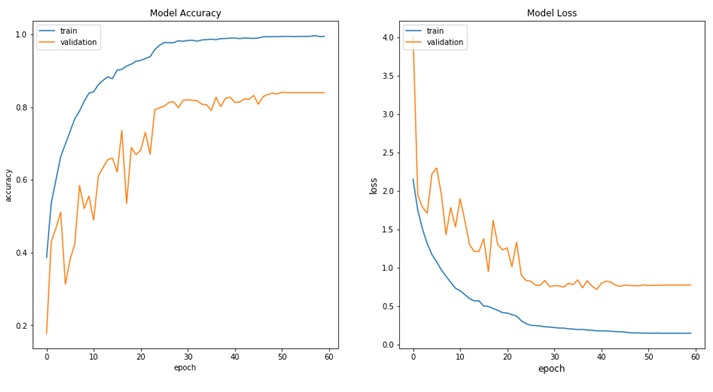 Model Accuracy
train
validation
accuracy
1.0
0.8
0.6
0.4
0.2
0 10 20 30 40 50 60
epoch
Model Loss
train
validation
loss
4.0
3.5
3.0
2.5
2.0
1.5
1.0
0.5
0.0
0 10 20 30 40 50 60
epoch